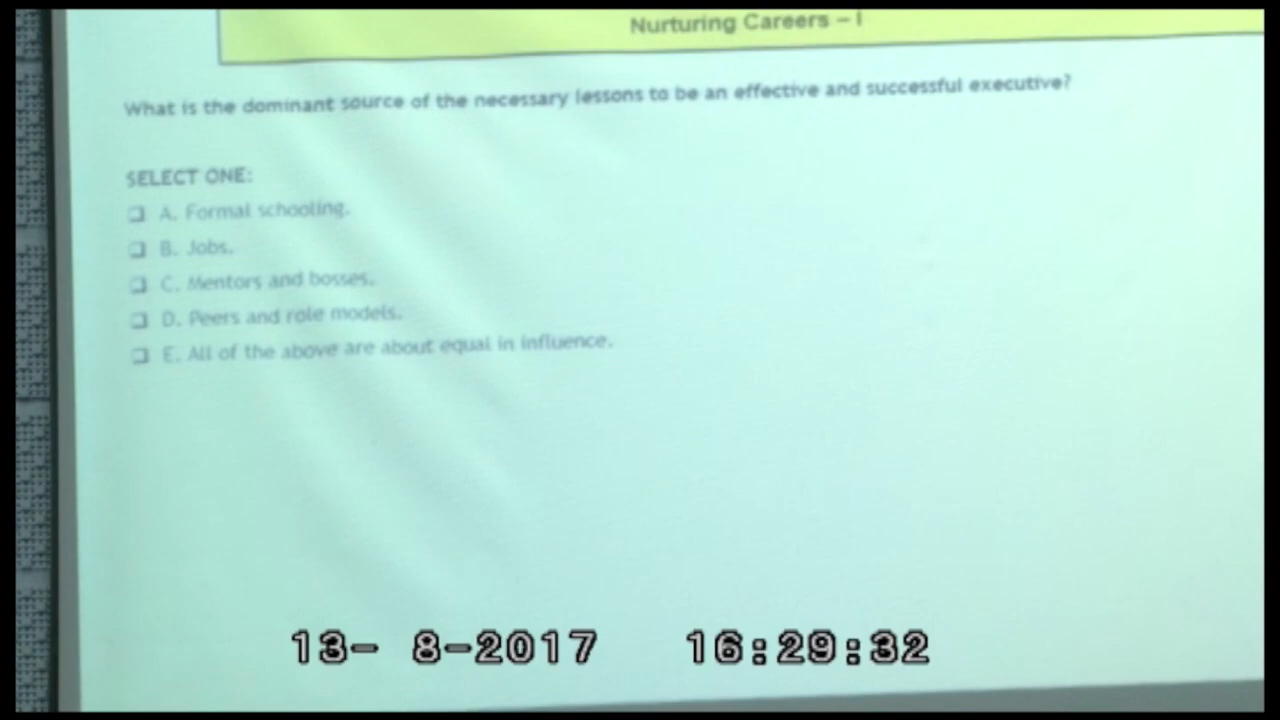 Nurturing Careers – I
What is the dominant source of the necessary lessons to be an effective and successful executive?
SELECT ONE:
❑ A. Formal schooling.
❑ B. Jobs.
❑ C. Mentors and bosses.
❑ D. Peers and role models.
❑ E. All of the above are about equal in influence.
13- 8-2017 16:29:32